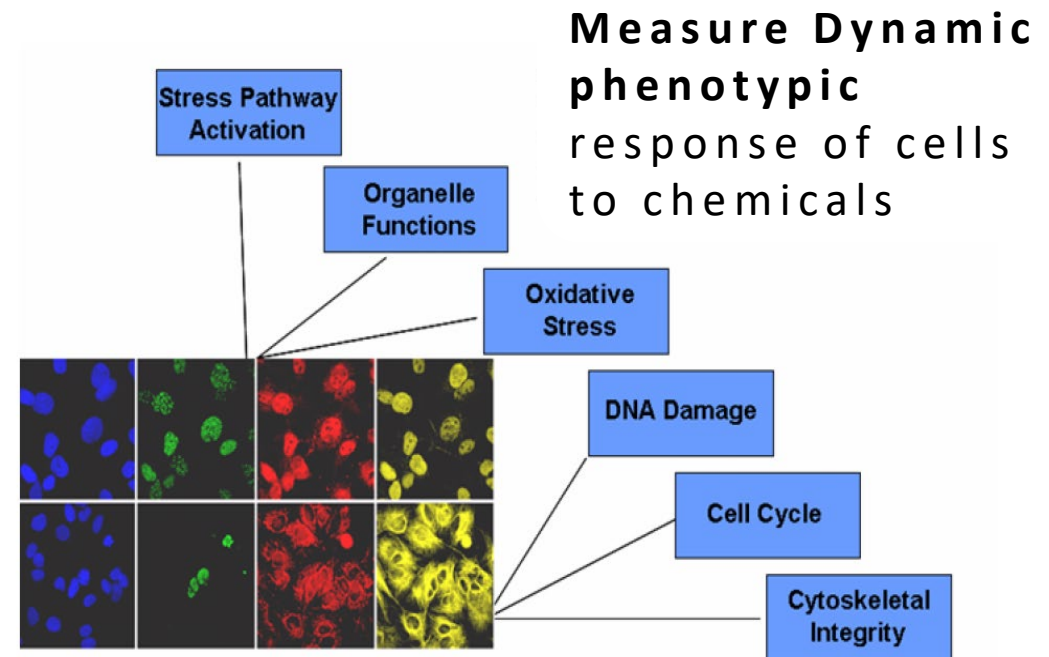 Measure Dynamic
phenotypic
response of cells
to chemicals
Stress Pathway
Activation
Organelle
Functions
Oxidative
Stress
DNA Damage
Cell Cycle
Cytoskeletal
Integrity